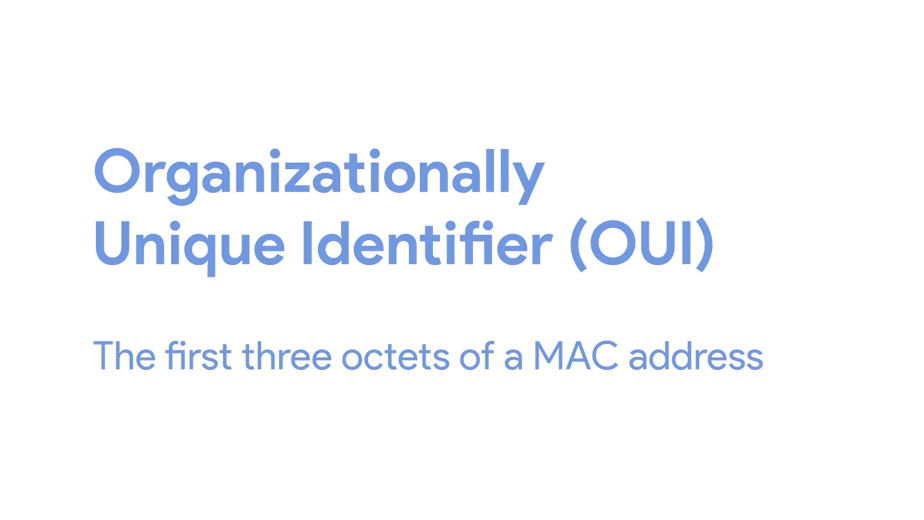 Organizationally
Unique Identifier (OUI)
The first three octets of a MAC address